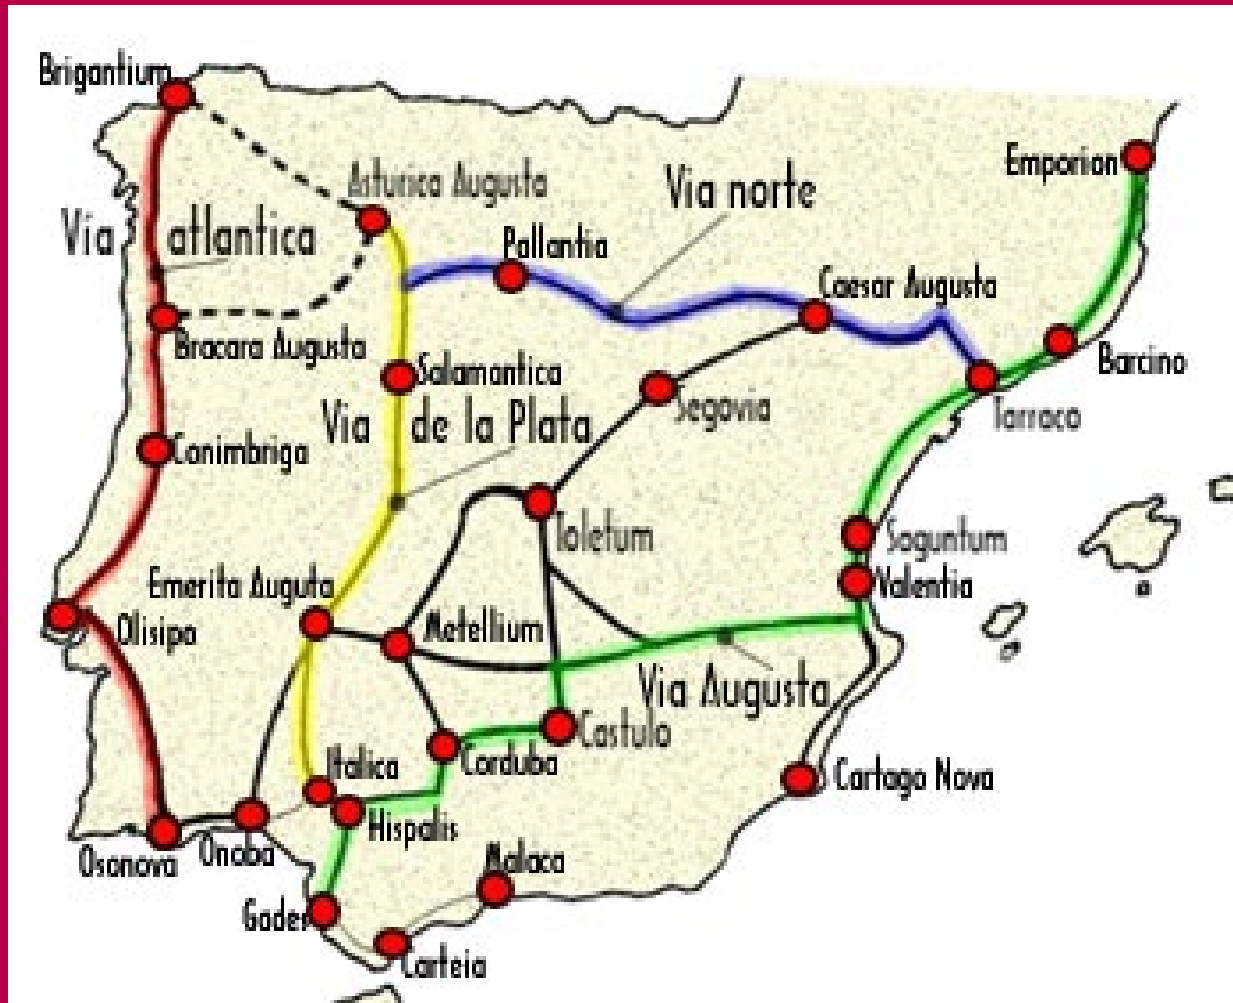 Brigantium
Emporion
Asturica Augusta
Via norte
Via atlantica
Pallantia
Caesar Augusta
Bracara Augusta
Barcino
Salamantica
Segovia
Tarraco
Via de la Plata
Conimbriga
Toletum
Saguntum
Emerita Auguta
Valentia
Olisipo
Metellium
Via Augusta
Castulo
Italica
Corduba
Cartago Nova
Hispalis
Osonova
Onoba
Malaca
Gades
Carteia